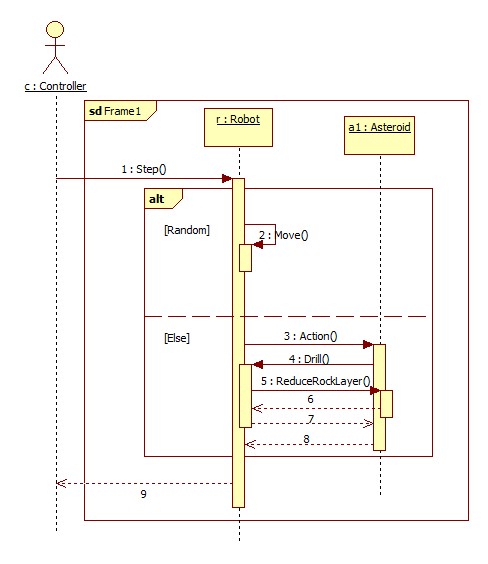 c : Controller
sd Frame1
r : Robot
a1 : Asteroid
1 : Step()
alt
[Random]
2 : Move()
[Else]
3 : Action()
4 : Drill()
5 : ReduceRockLayer()
6
7
8
9